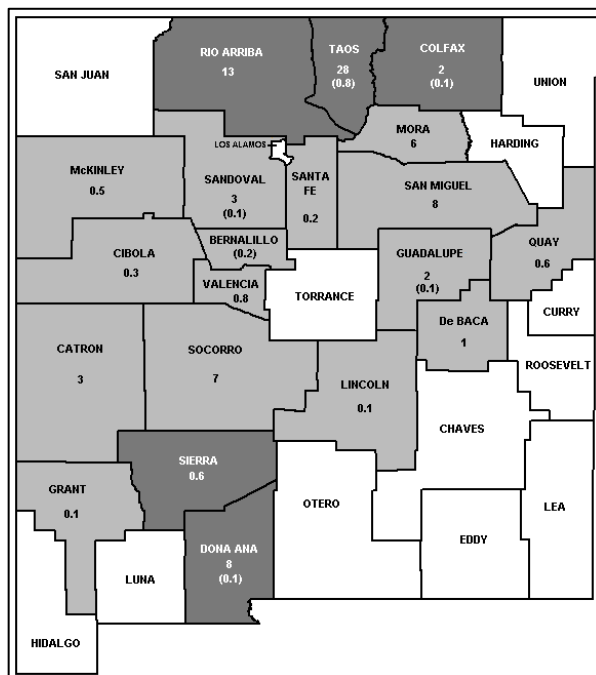 RIO ARRIBA
13
TAOS
28
(0.8)
COLFAX
2
(0.1)
SAN JUAN
UNION
MORA
6
HARDING
LOS ALAMOS
McKINLEY
0.5
SANDOVAL
3
(0.1)
SANTA
FE
0.2
SAN MIGUEL
8
QUAY
0.6
BERNALILLO
(0.2)
CIBOLA
0.3
GUADALUPE
2
(0.1)
VALENCIA
0.8
TORRANCE
CURRY
De BACA
1
CATRON
3
SOCORRO
7
ROOSEVELT
LINCOLN
0.1
CHAVES
SIERRA
0.6
GRANT
0.1
OTERO
LEA
EDDY
DONA ANA
8
(0.1)
LUNA
HIDALGO